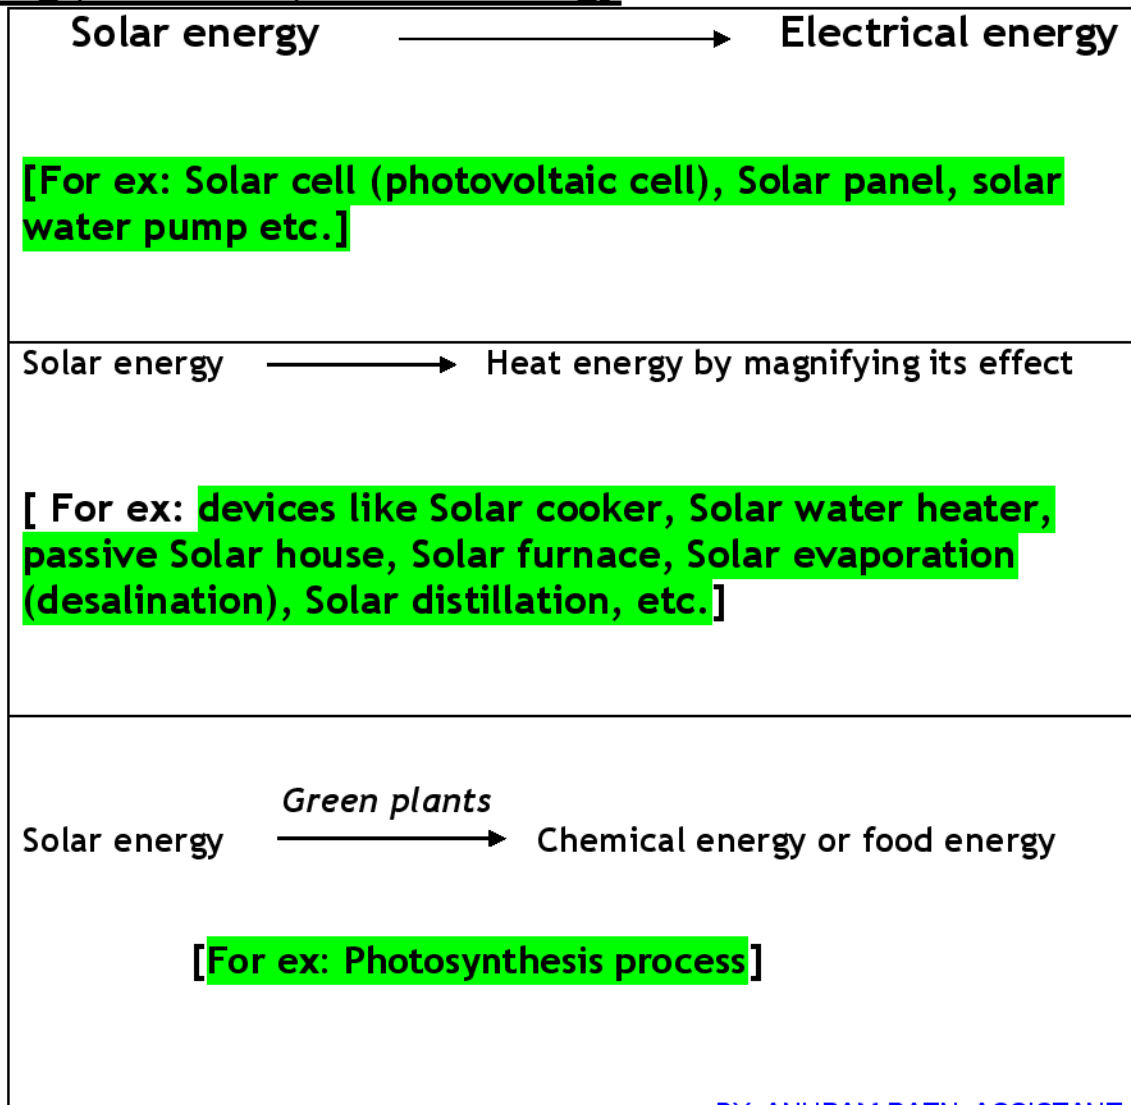 Solar energy Electrical energy
[For ex: Solar cell (photovoltaic cell), Solar panel, solar
water pump etc.]
Solar energy Heat energy by magnifying its effect
[ For ex: devices like Solar cooker, Solar water heater,
passive Solar house, Solar furnace, Solar evaporation
(desalination), Solar distillation, etc.]
Green plants
Solar energy Chemical energy or food energy
[For ex: Photosynthesis process]